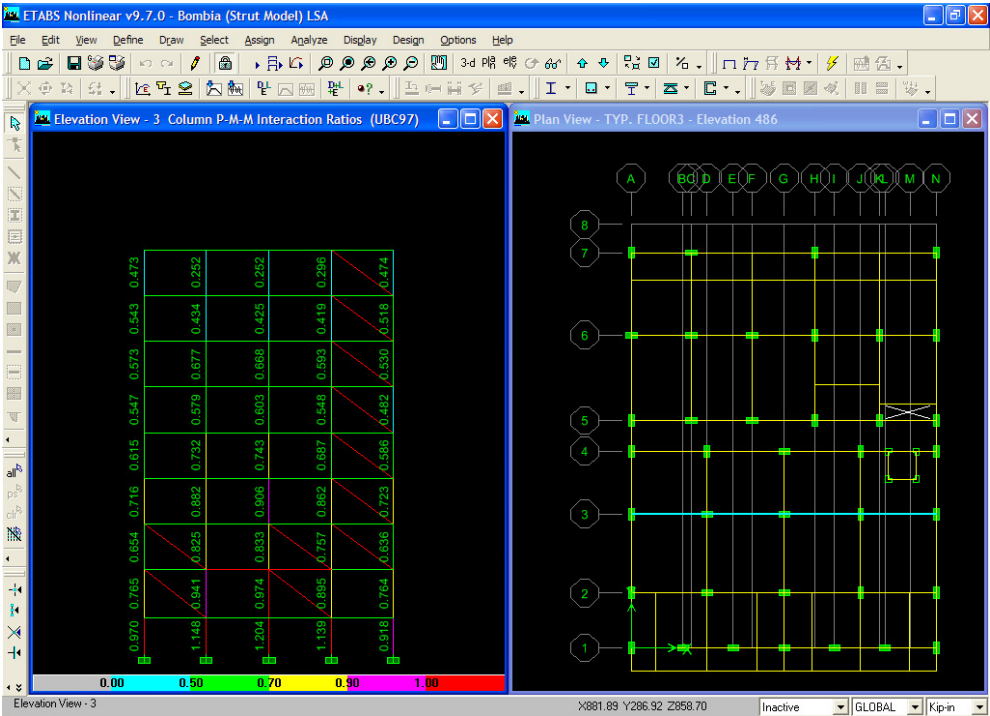 ETABS Nonlinear v9.7.0 - Bombia (Strut Model) LSA
File Edit View Define Draw Select Assign Analyze Display Design Options Help
3-d
Elevation View - 3 Column P-M-M Interaction Ratios (UBC97)
0.473 0.252 0.252 0.296 0.474
0.543 0.434 0.425 0.419 0.518
0.573 0.677 0.668 0.593 0.530
0.547 0.579 0.603 0.548 0.482
0.615 0.732 0.743 0.687 0.586
0.716 0.882 0.906 0.862 0.723
0.654 0.825 0.833 0.757 0.636
0.765 0.941 0.974 0.895 0.764
0.970 1.148 1.204 1.139 0.918
0.00 0.50 0.70 0.90 1.00
Plan View - TYP. FLOOR3 - Elevation 486
A B C D E F G H I J K L M N
8
7
6
5
4
3
2
1
X
all
ps
clr
Elevation View - 3
X881.89 Y286.92 Z858.70
Inactive
GLOBAL
Kip-in